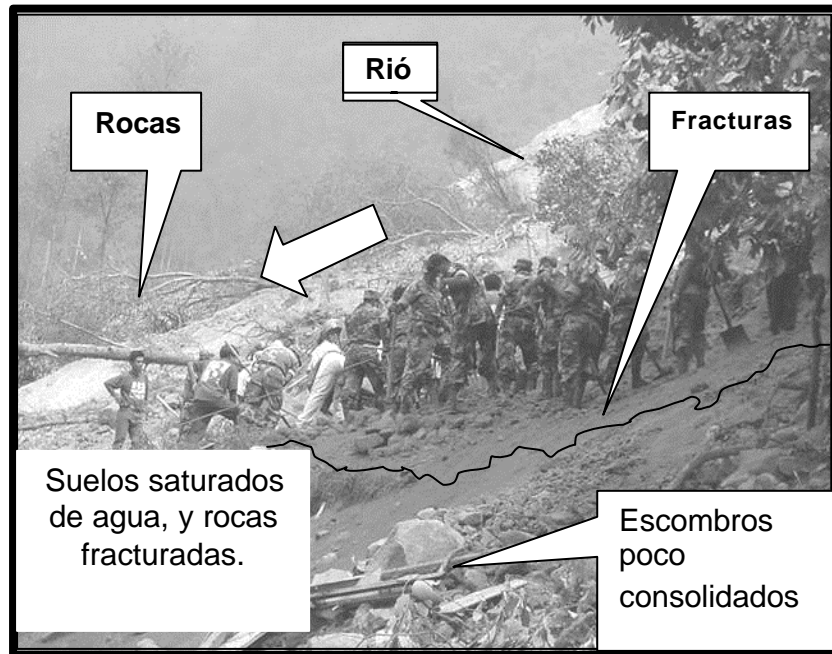 Rió
Rocas
Fracturas
Suelos saturados
de agua, y rocas
fracturadas.
Escombros
poco
consolidados